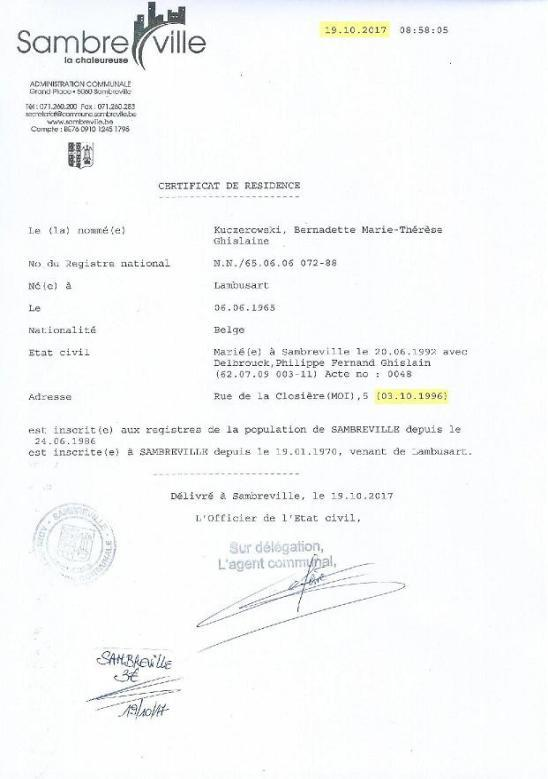 Sambreville
la chaleureuse
19.10.2017 08:58:05
ADMINISTRATION COMMUNALE
Grand Place • 5060 Sambreville
Tél : 071.260.200 Fax : 071.260.283
secretariat@commune.sambreville.be
www.sambreville.be
Compte : BE76 0910 1245 1795
CERTIFICAT DE RESIDENCE
Le (la) nommé(e) Kuczerowski, Bernadette Marie-Thérèse
Ghislaine
No du Registre national N.N./65.06.06 072-88
Né(e) à Lambusart
Le 06.06.1965
Nationalité Belge
Etat civil Marié(e) à Sambreville le 20.06.1992 avec
Delbrouck,Philippe Fernand Ghislain
(62.07.09 003-11) Acte no : 0048
Adresse Rue de la Closière(MOI),5 (03.10.1996)
est inscrit(e) aux registres de la population de SAMBREVILLE depuis le
24.06.1986
est inscrite(e) à SAMBREVILLE depuis le 19.01.1970, venant de Lambusart.
Délivré à Sambreville, le 19.10.2017
L'Officier de l'Etat civil,
SAMBREVILLE
Sur délégation,
L'agent communal,
SAMBREVILLE
3€
19/10/17